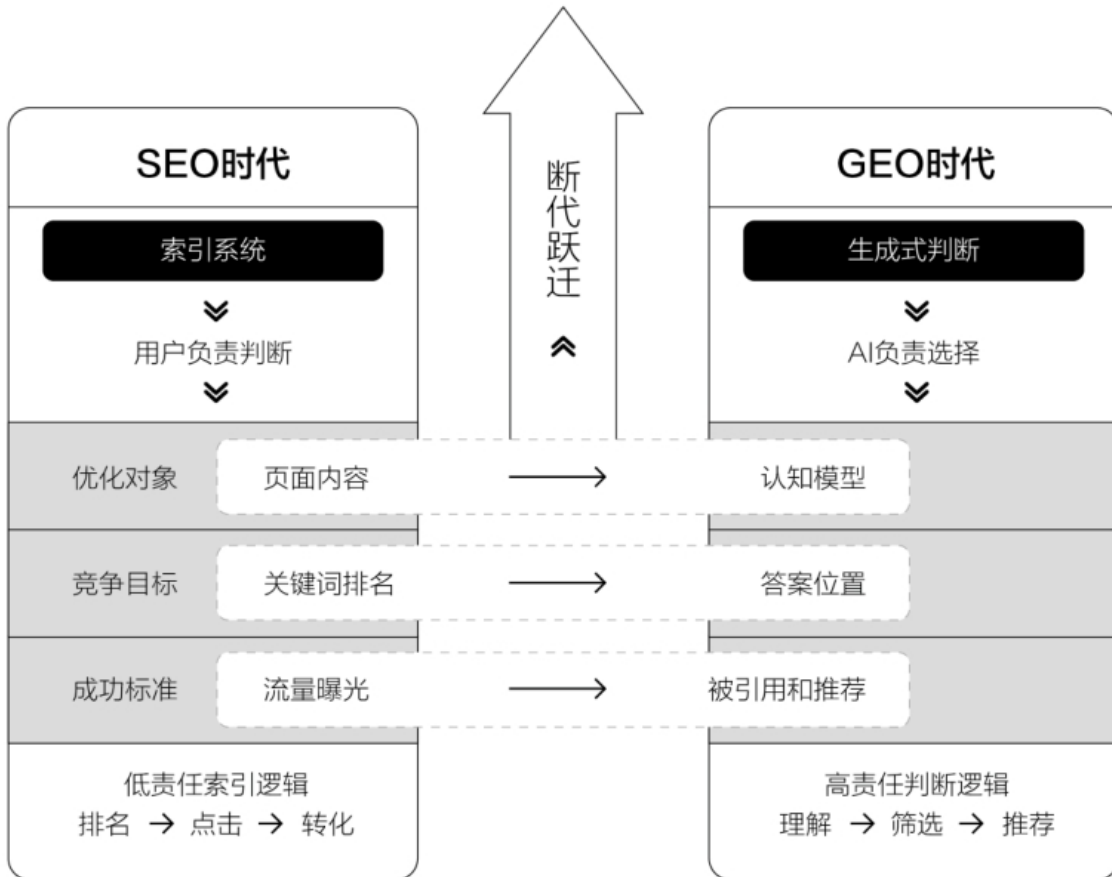 SEO时代
索引系统
用户负责判断
断代跃迁
GEO时代
生成式判断
AI负责选择
优化对象 页面内容 → 认知模型
竞争目标 关键词排名 → 答案位置
成功标准 流量曝光 → 被引用和推荐
低责任索引逻辑
排名 → 点击 → 转化
高责任判断逻辑
理解 → 筛选 → 推荐